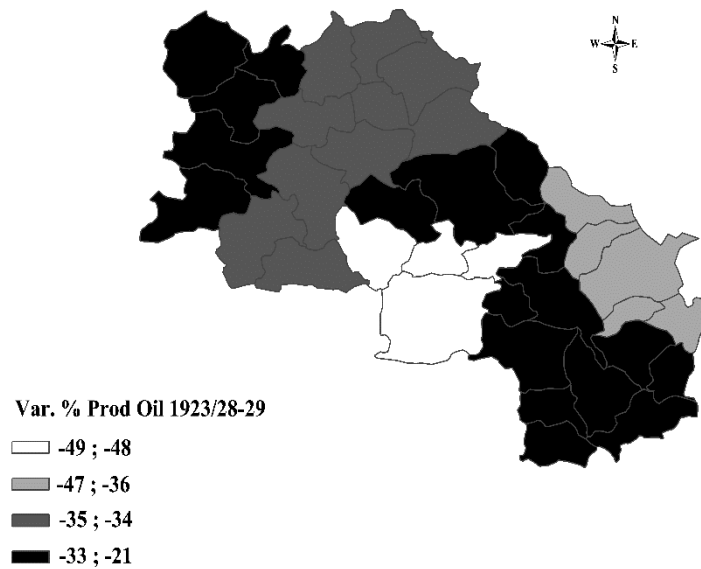 N
W E
S
Var. % Prod Oil 1923/28-29
-49 ; -48
-47 ; -36
-35 ; -34
-33 ; -21